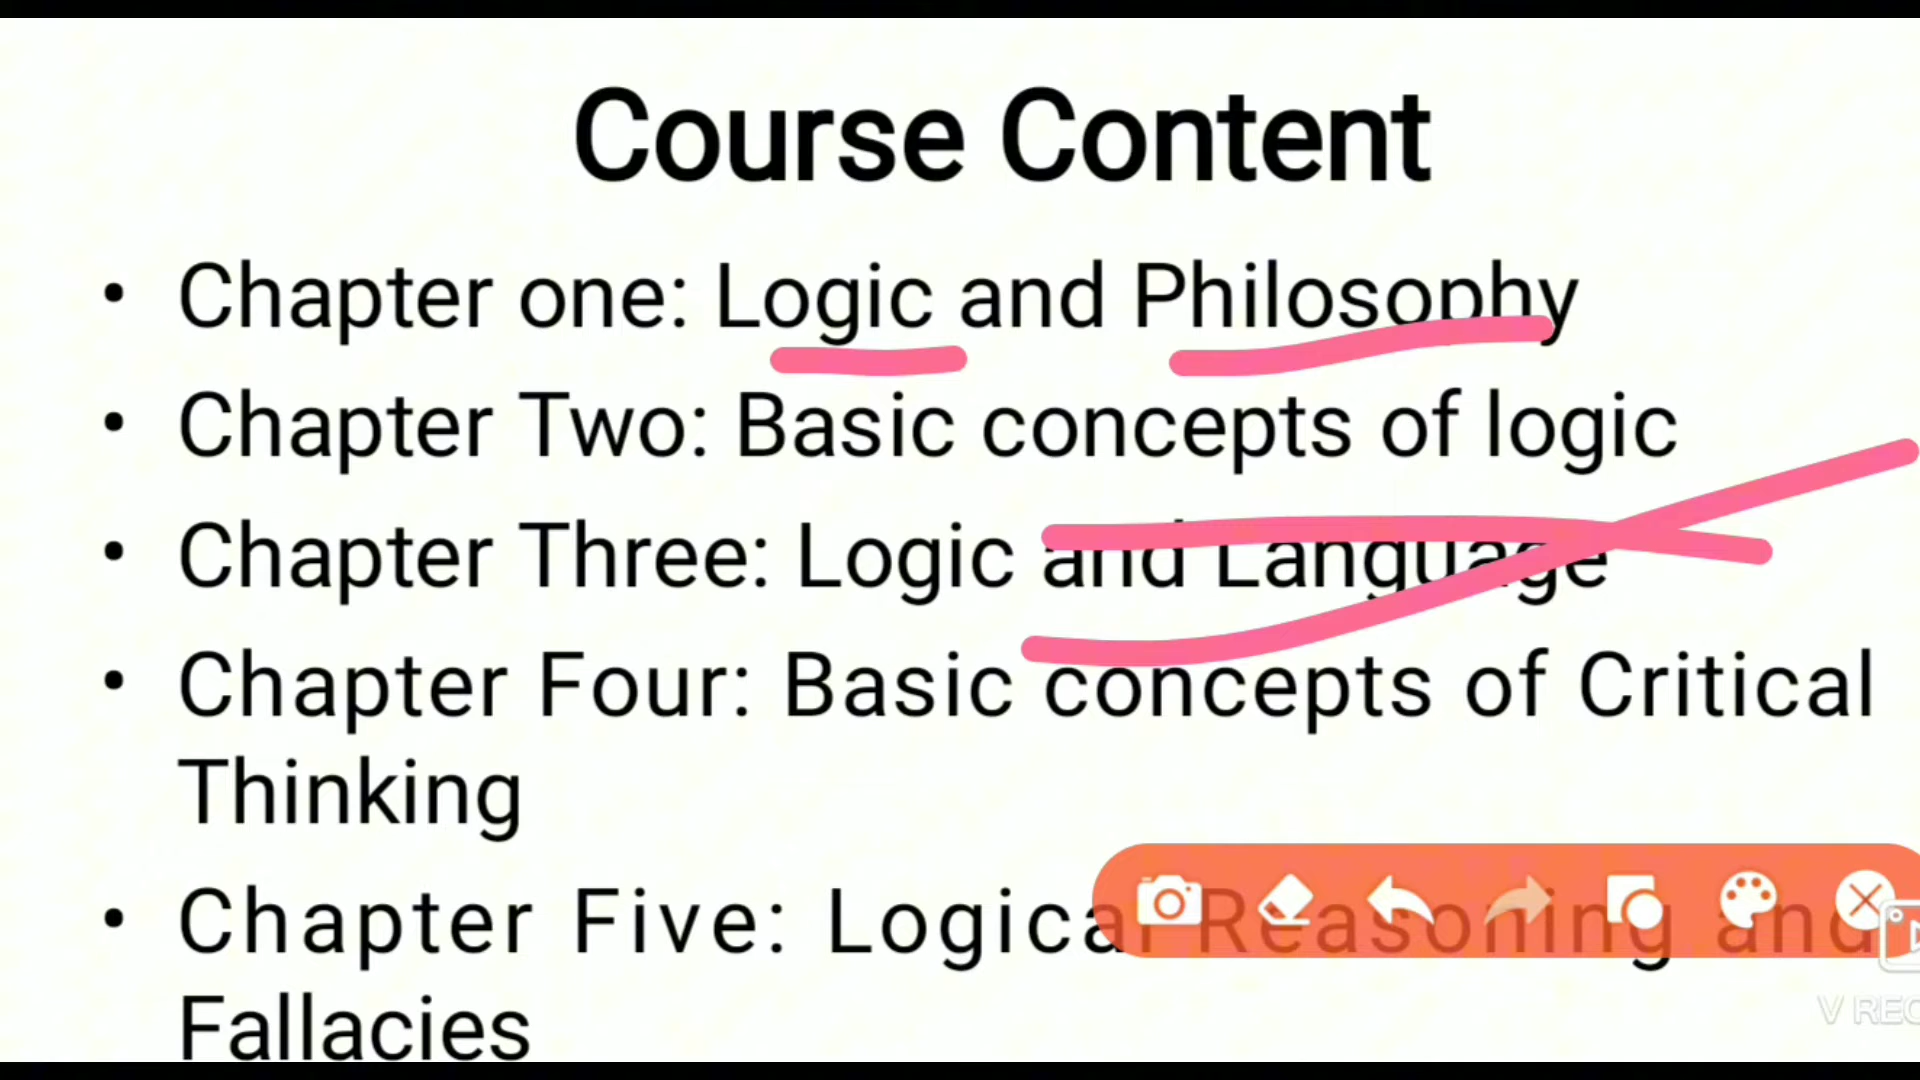 Course Content
• Chapter one: Logic and Philosophy
• Chapter Two: Basic concepts of logic
• Chapter Three: Logic and Language
• Chapter Four: Basic concepts of Critical
Thinking
• Chapter Five: Logical Reasoning and
Fallacies
V REC